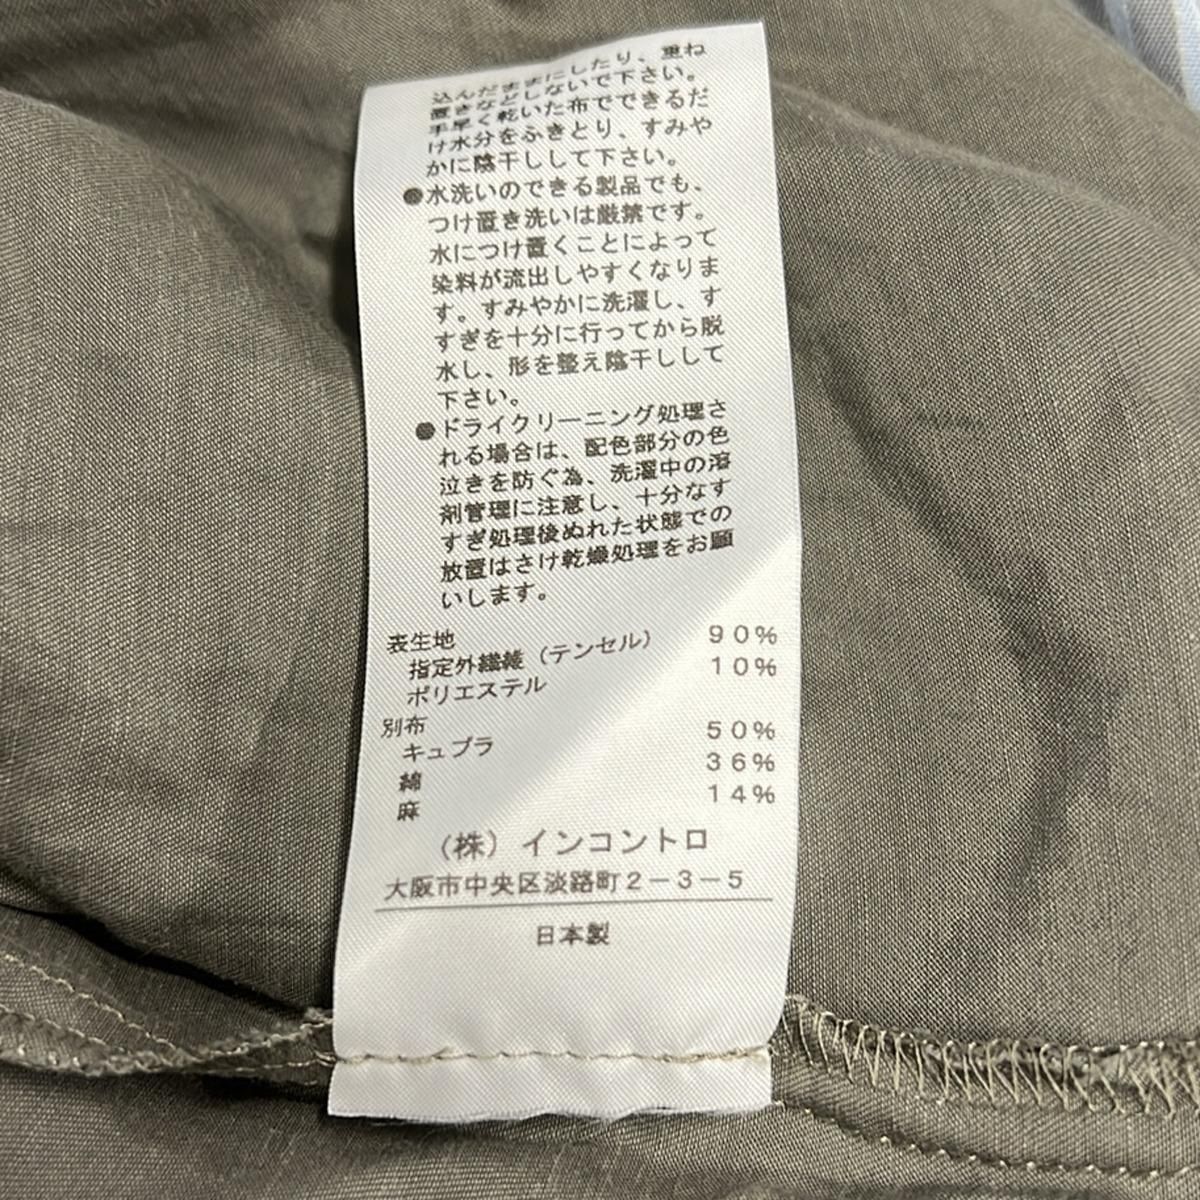 込んだままにしたり、重ね
置きなどしないで下さい。
手早く乾いた布でできるだ
け水分をふきとり、すみや
かに陰干しして下さい。
●水洗いのできる製品でも、
つけ置き洗いは厳禁です。
水につけ置くことによって
染料が流出しやすくなりま
す。すみやかに洗濯し、す
すぎを十分に行ってから脱
水し、形を整え陰干しして
下さい。
●ドライクリーニング処理さ
れる場合は、配色部分の色
泣きを防ぐ為、洗濯中の溶
剤管理に注意し、十分なす
すぎ処理後ぬれた状態での
放置はさけ乾燥処理をお願
いします。
表生地
指定外繊維（テンセル） 90%
ポリエステル 10%
別布
キュプラ 50%
綿 36%
麻 14%
（株）インコントロ
大阪市中央区淡路町2－3－5
日本製